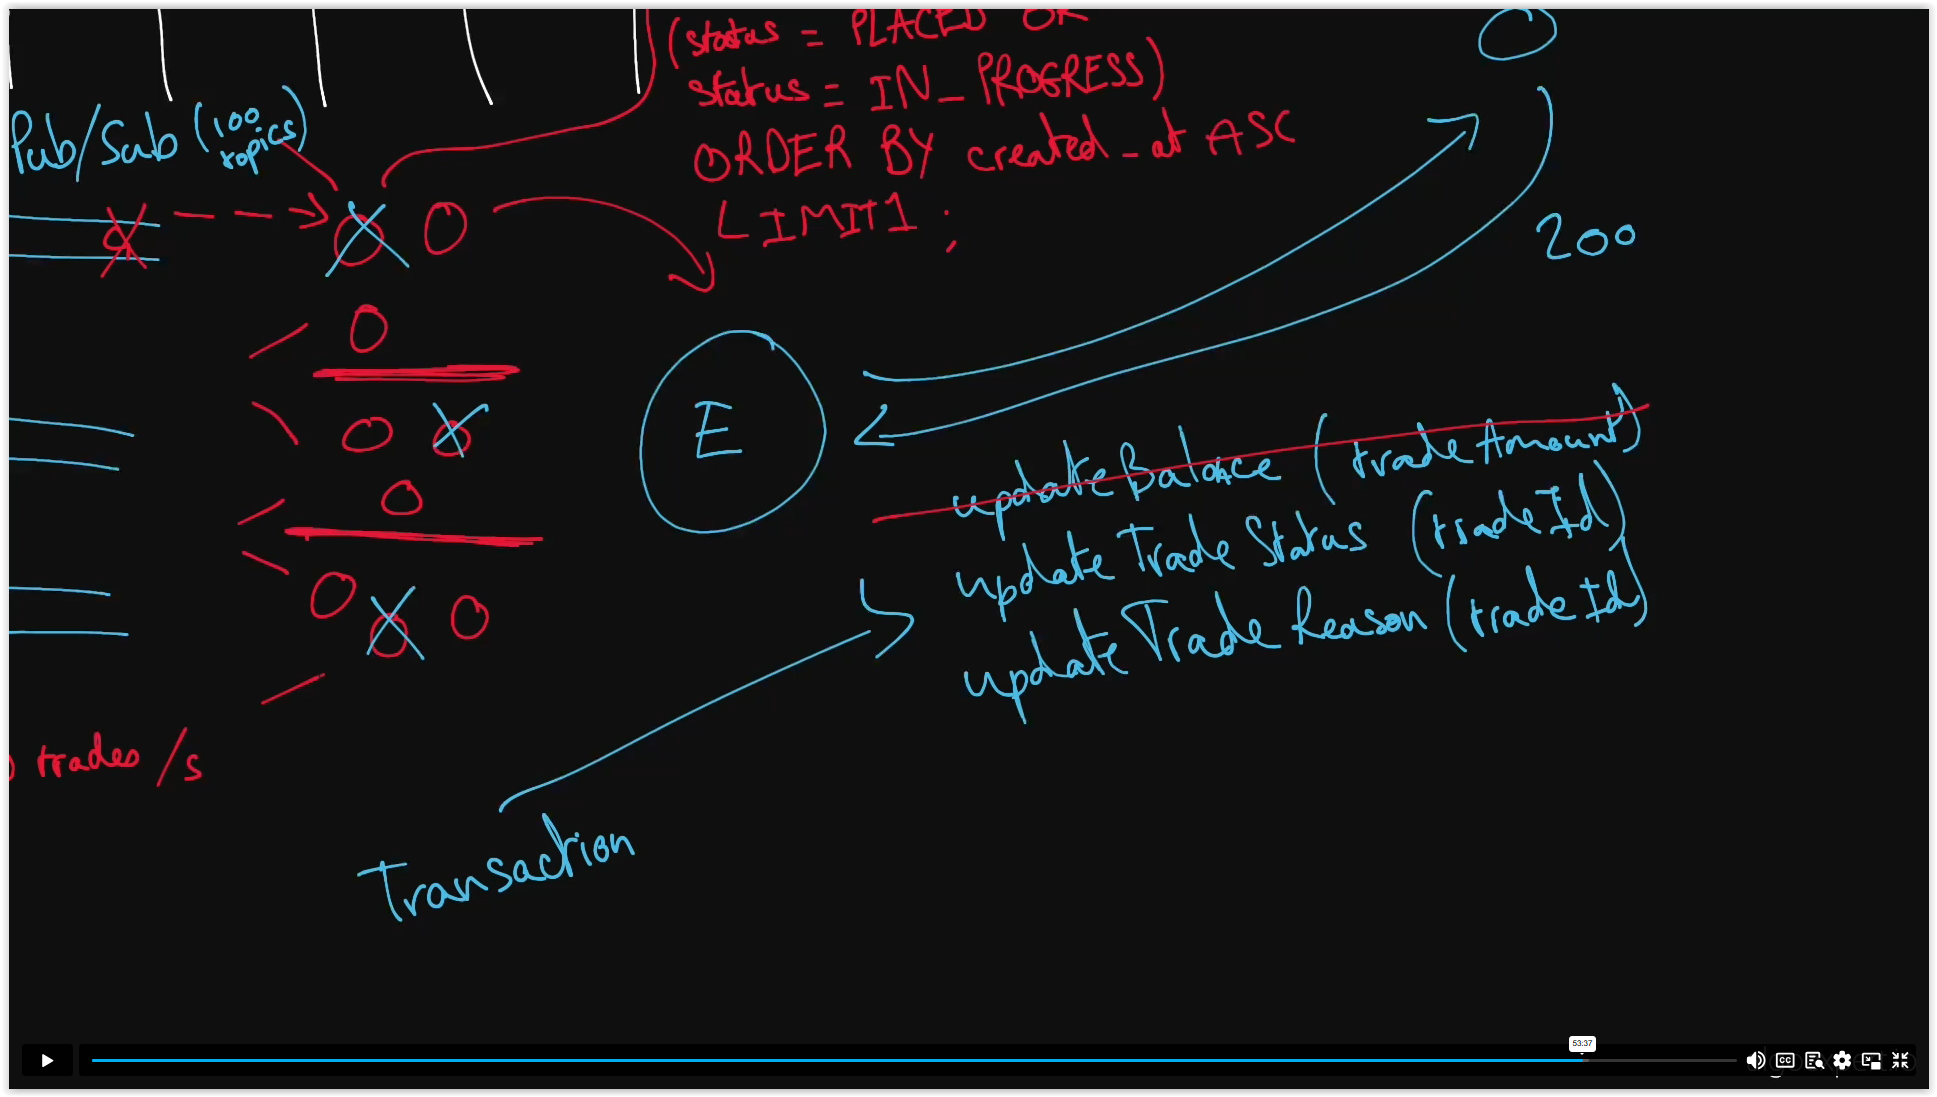 (status = PLACED OR
status = IN_PROGRESS)
ORDER BY created_at ASC
LIMIT 1;
Pub/Sub (100
topics)
200
E
updateBalance (tradeAmount)
updateTradeStatus (tradeId)
updateTradeReason (tradeId)
trades/s
Transaction
53:37
CC